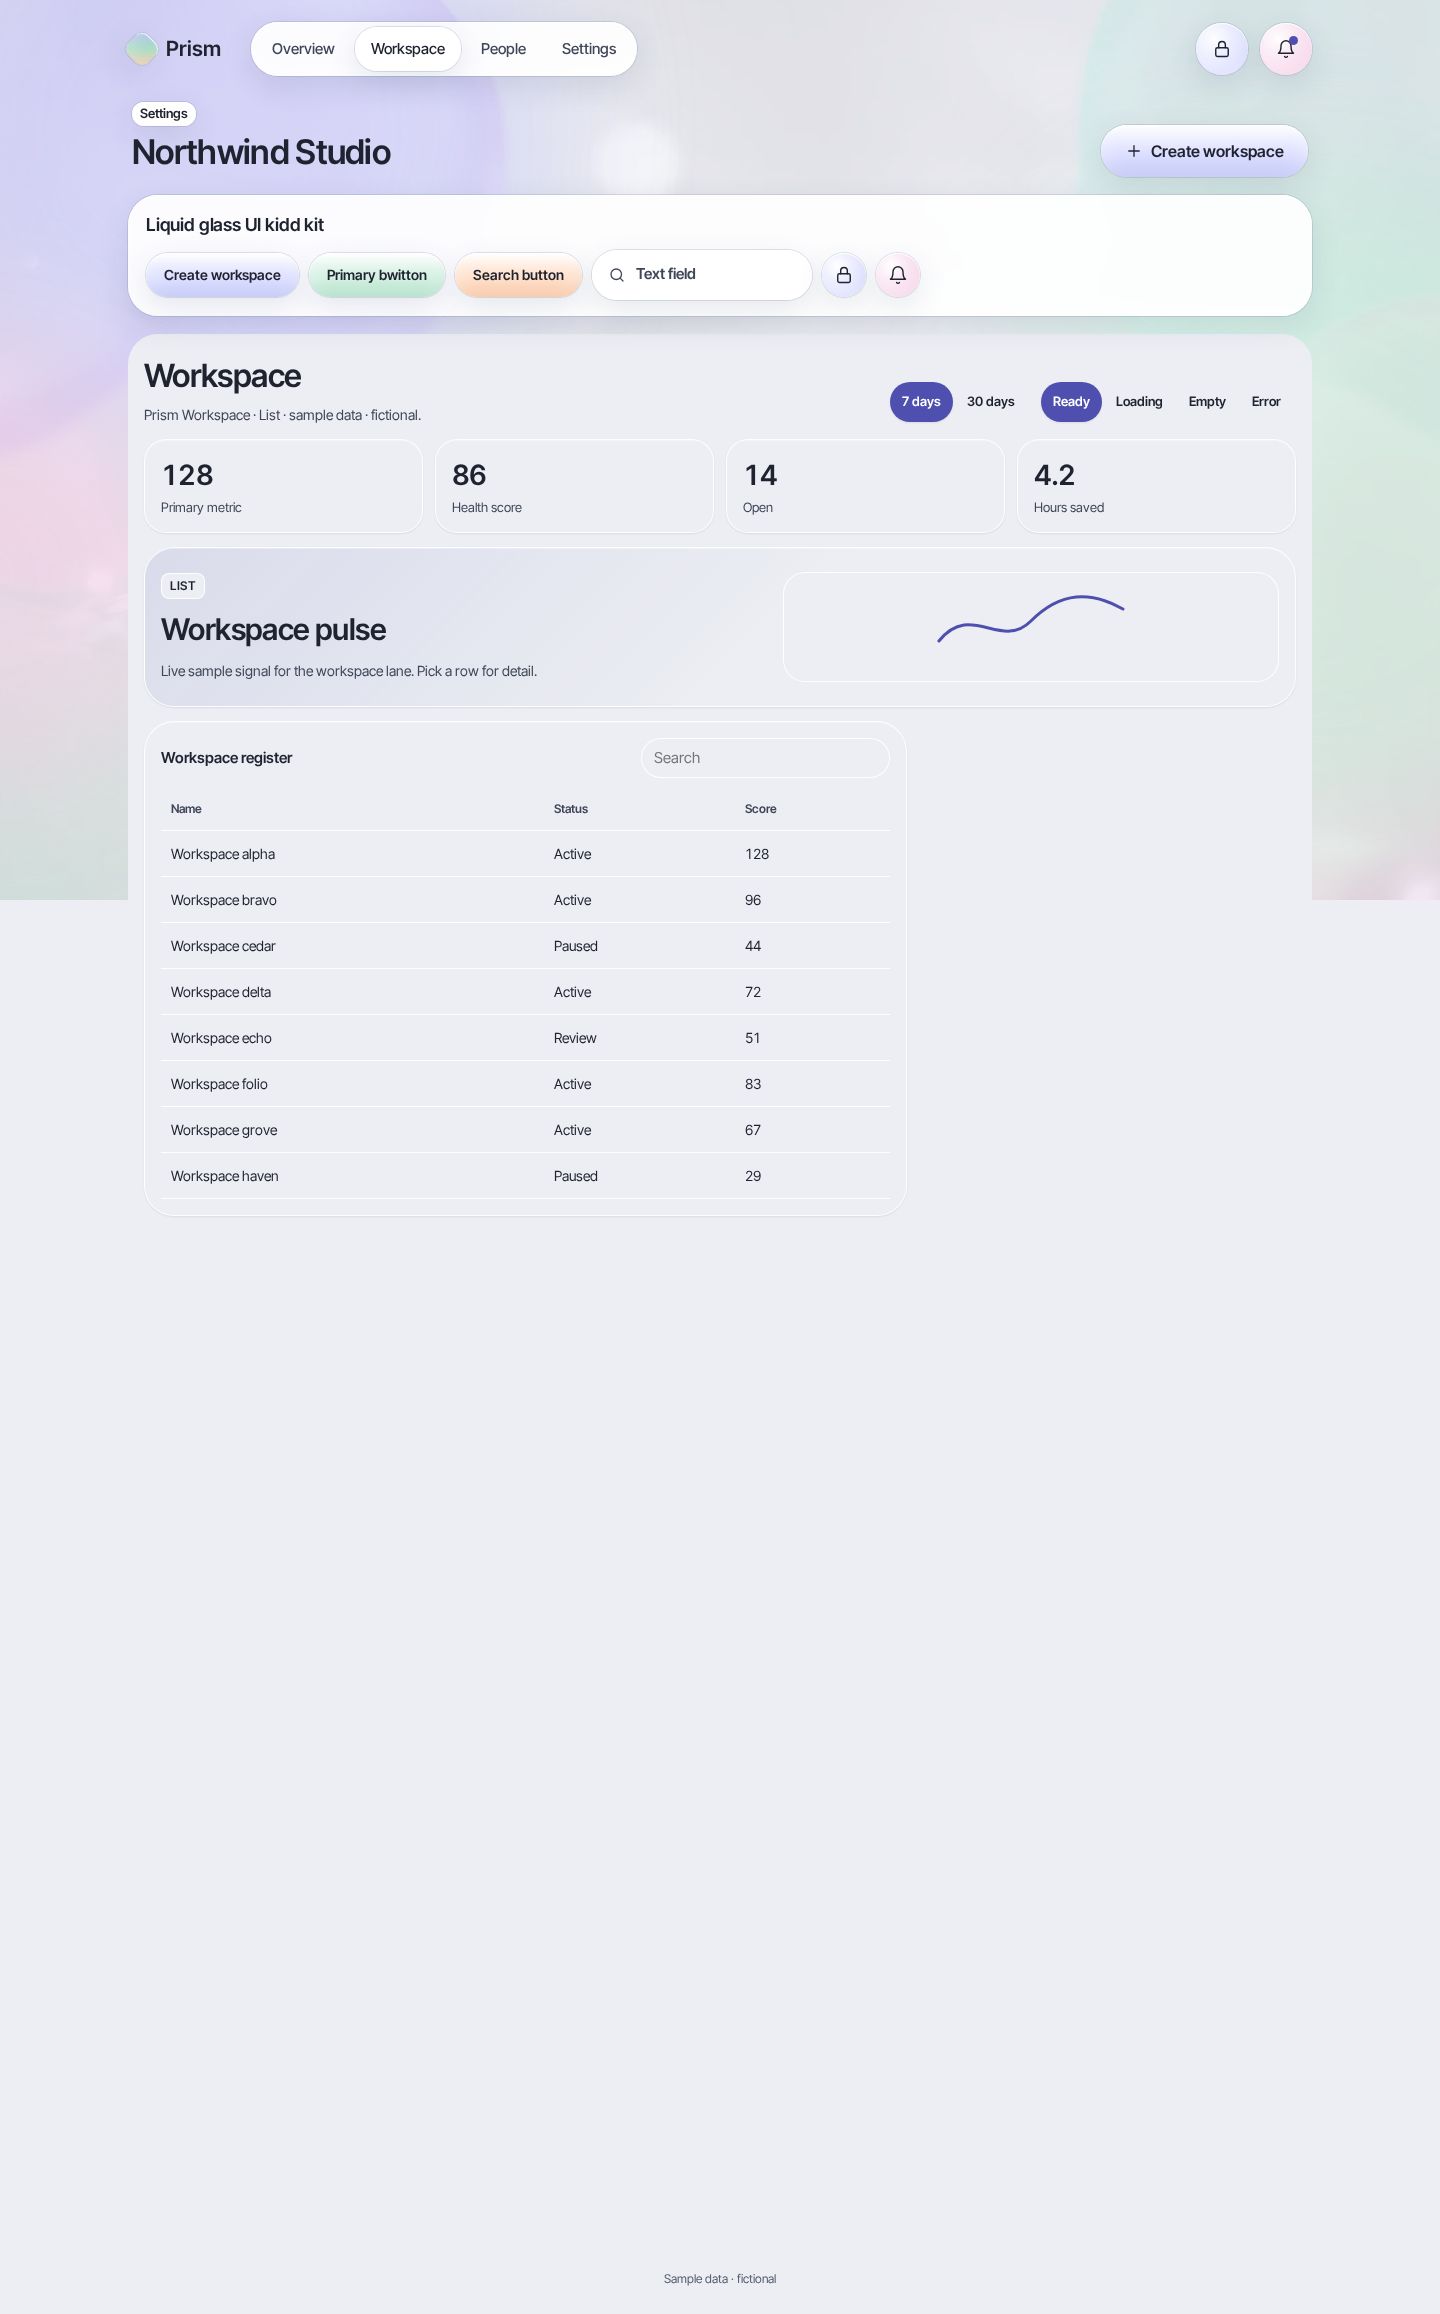 Prism
Overview Workspace People Settings
Settings
Northwind Studio
Create workspace
Liquid glass UI kidd kit
Create workspace Primary bwitton Search button Text field
Workspace
Prism Workspace · List · sample data · fictional.
7 days 30 days Ready Loading Empty Error
128 86 14 4.2
Primary metric Health score Open Hours saved
LIST
Workspace pulse
Live sample signal for the workspace lane. Pick a row for detail.
Workspace register Search
Name Status Score
Workspace alpha Active 128
Workspace bravo Active 96
Workspace cedar Paused 44
Workspace delta Active 72
Workspace echo Review 51
Workspace folio Active 83
Workspace grove Active 67
Workspace haven Paused 29
Sample data · fictional